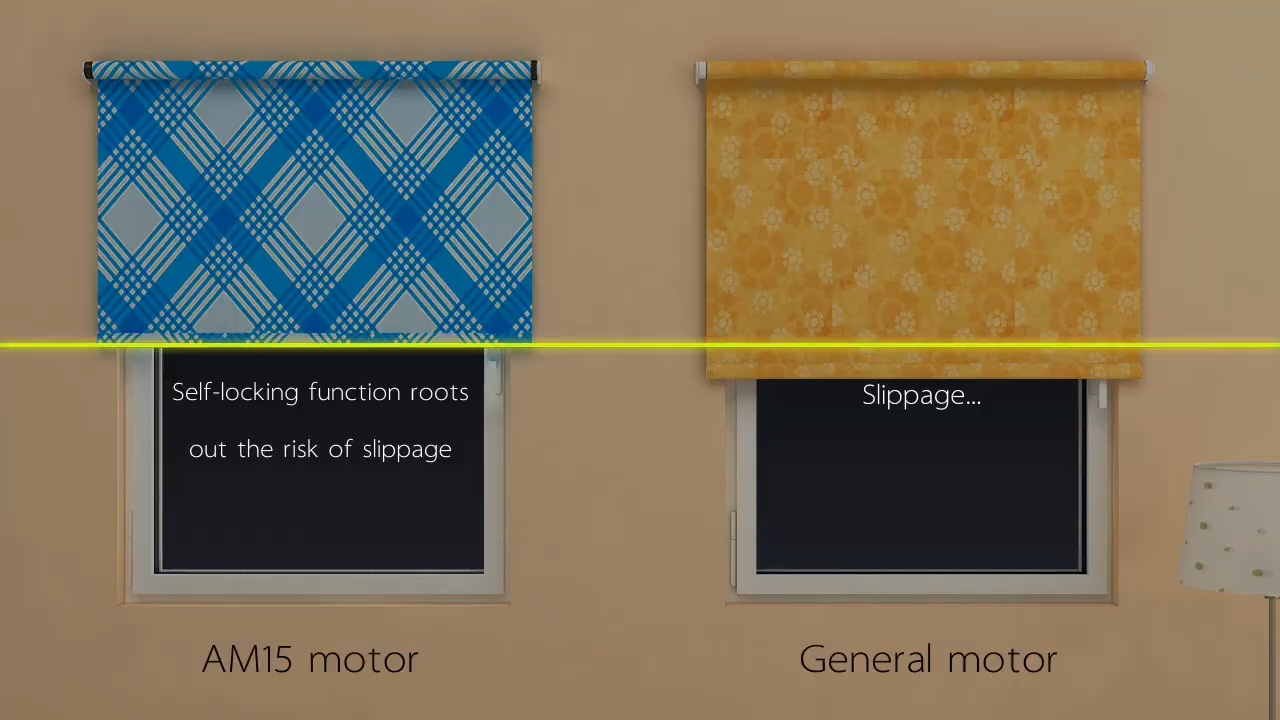 Self-locking function roots
out the risk of slippage
Slippage...
AM15 motor
General motor